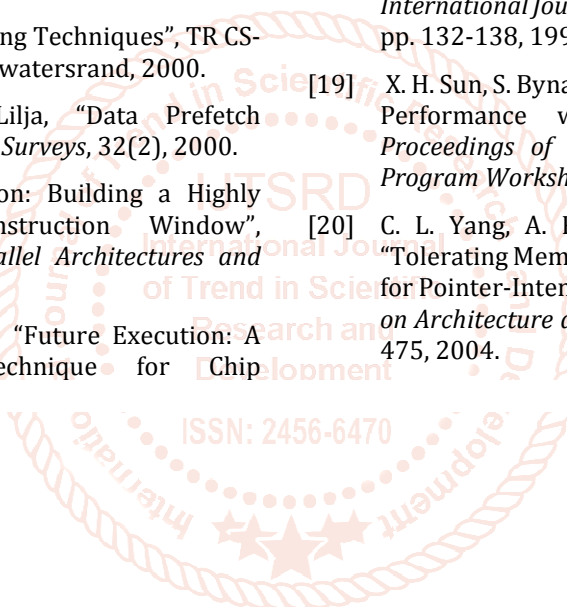 ng Techniques”, TR CS-
watersrand, 2000.
Lilja, “Data Prefetch
Surveys, 32(2), 2000.
on: Building a Highly
nstruction Window”,
allel Architectures and
“Future Execution: A
echnique for Chip
International Jou
pp. 132-138, 199
[19] X. H. Sun, S. Byna
Performance w
Proceedings of
Program Worksh
[20] C. L. Yang, A. R
“Tolerating Mem
for Pointer-Inten
on Architecture a
475, 2004.
IJTSRD
International Journal
of Trend in Scientific
Research and
Development
ISSN: 2456-6470